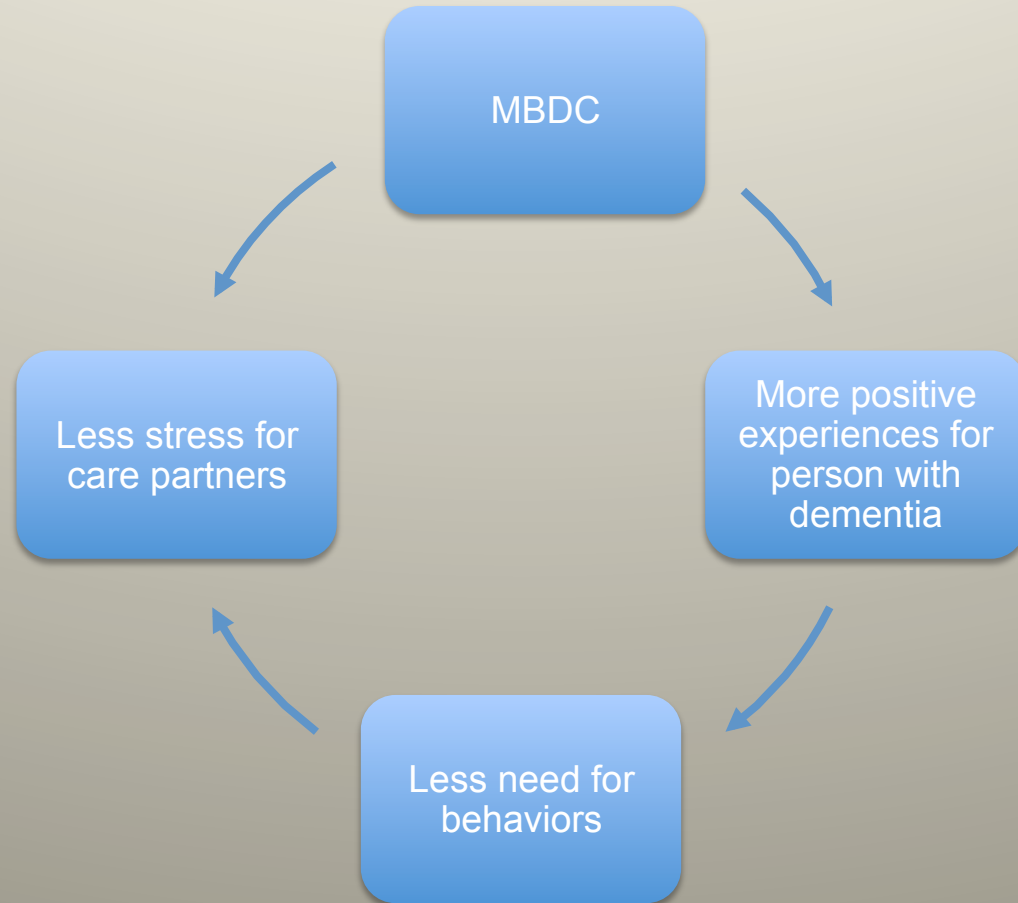 MBDC
Less stress for
care partners
More positive
experiences for
person with
dementia
Less need for
behaviors